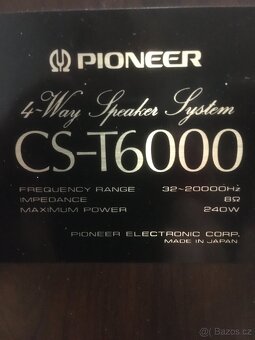 PIONEER
4-Way Speaker System
CS-T6000
FREQUENCY RANGE 32~20000Hz
IMPEDANCE 8Ω
MAXIMUM POWER 240W
PIONEER ELECTRONIC CORP.
MADE IN JAPAN
Bazos.cz